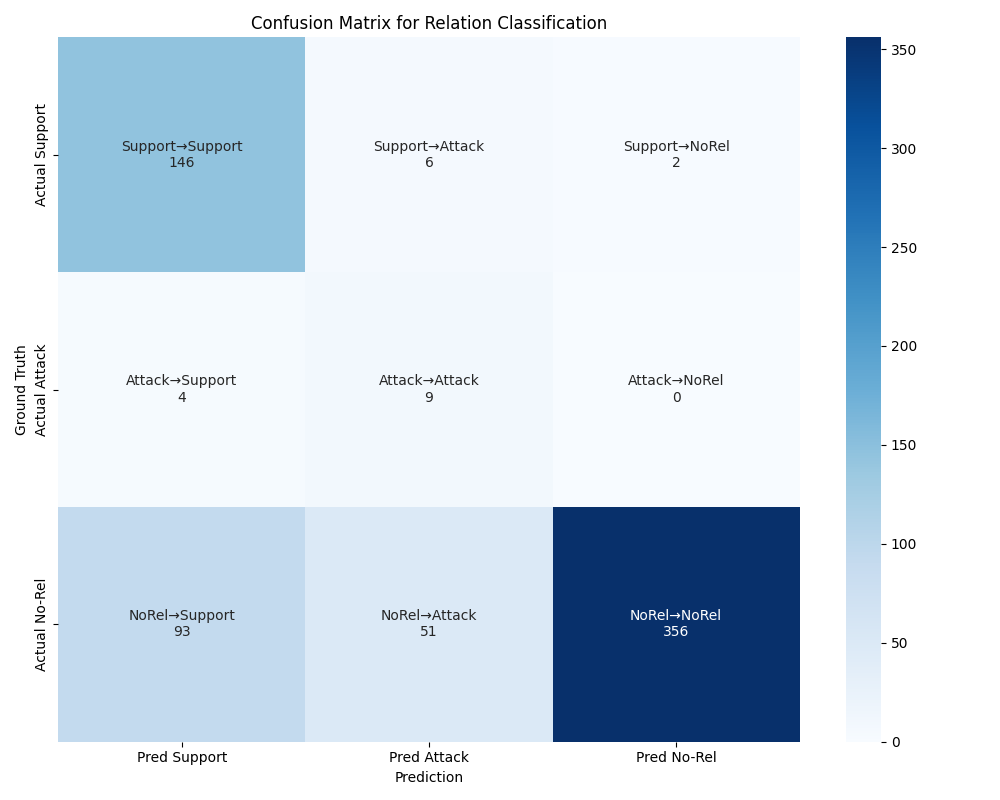 Confusion Matrix for Relation Classification
Ground Truth
Actual Support
Support→Support
146
Support→Attack
6
Support→NoRel
2
Actual Attack
Attack→Support
4
Attack→Attack
9
Attack→NoRel
0
Actual No-Rel
NoRel→Support
93
NoRel→Attack
51
NoRel→NoRel
356
Pred Support
Pred Attack
Pred No-Rel
Prediction
350
300
250
200
150
100
50
0